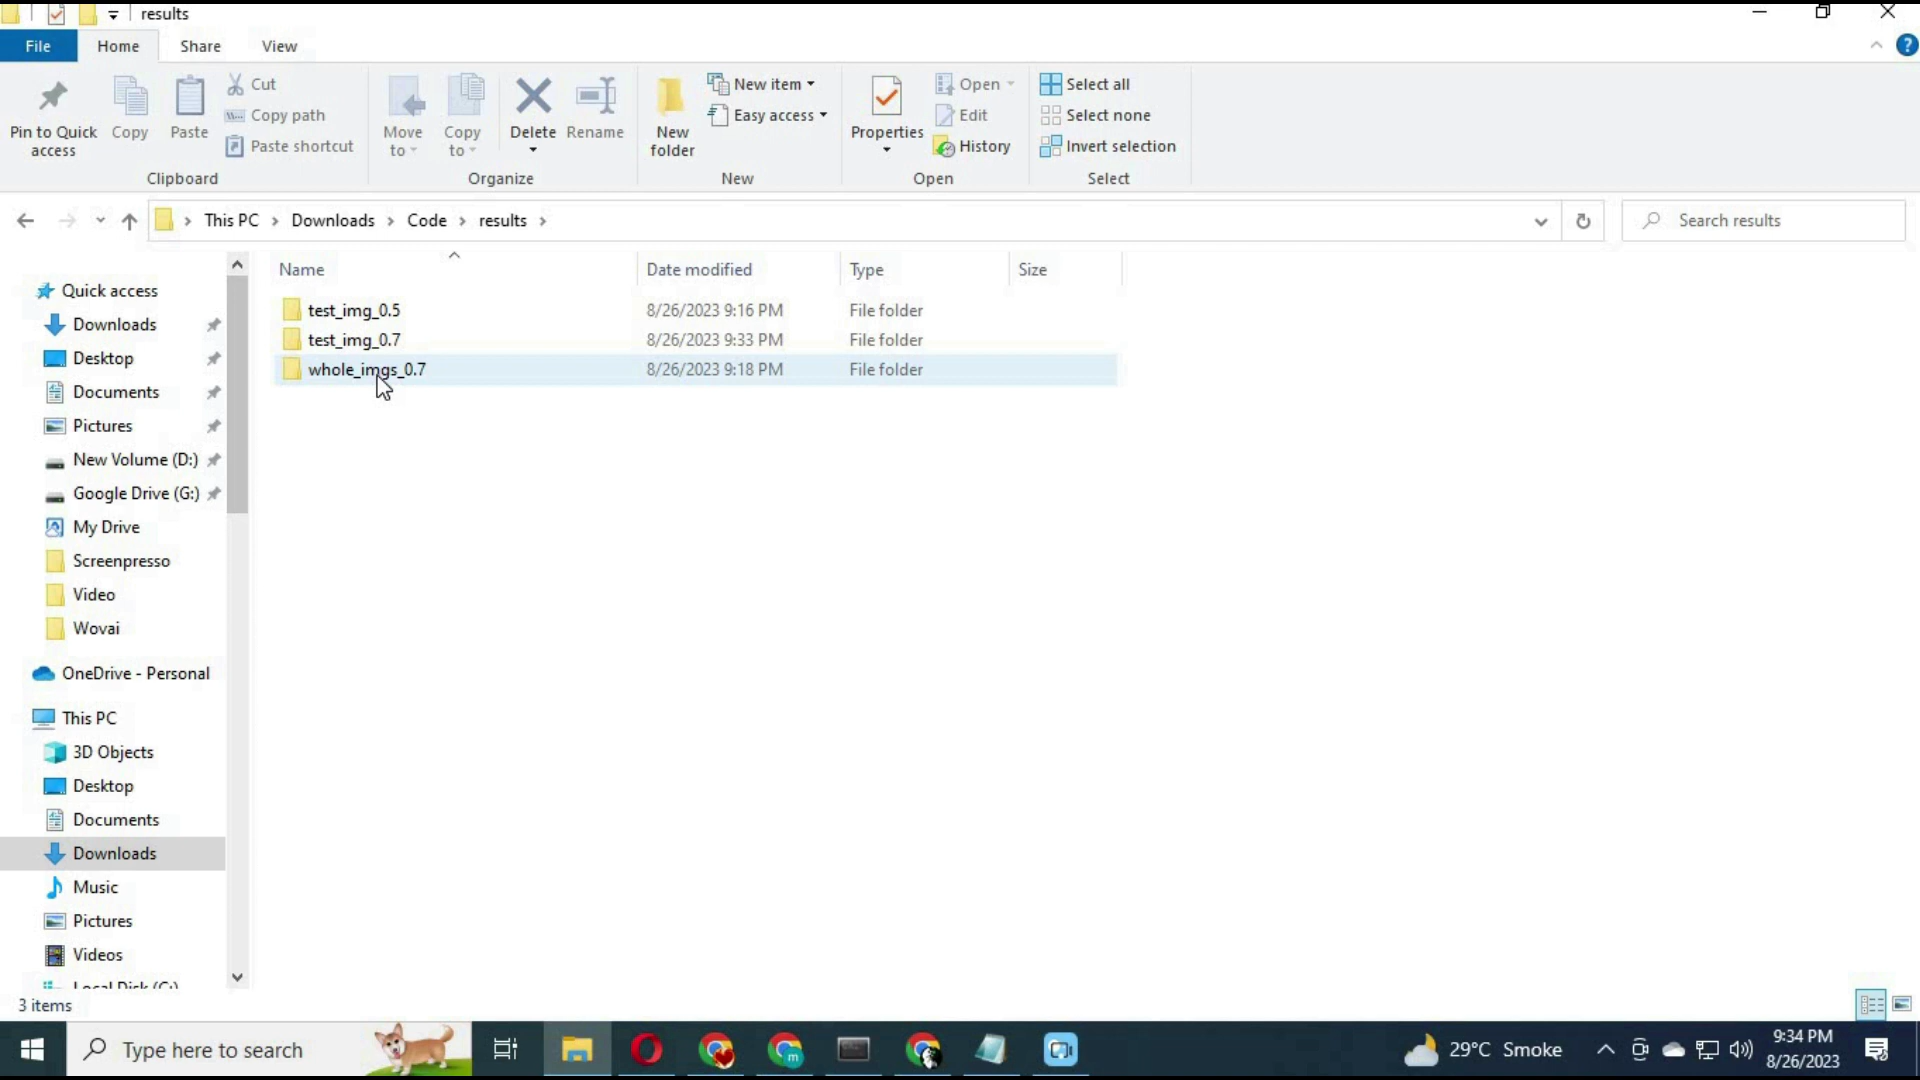 results
File Home Share View
Pin to Quick access
Copy
Paste
Cut
Copy path
Paste shortcut
Clipboard
Move to
Copy to
Delete
Rename
Organize
New folder
New item
Easy access
New
Properties
Open
Edit
History
Open
Select all
Select none
Invert selection
Select
This PC > Downloads > Code > results >
Search results
Name Date modified Type Size
test_img_0.5 8/26/2023 9:16 PM File folder
test_img_0.7 8/26/2023 9:33 PM File folder
whole_imgs_0.7 8/26/2023 9:18 PM File folder
Quick access
Downloads
Desktop
Documents
Pictures
New Volume (D:)
Google Drive (G:)
My Drive
Screenpresso
Video
Wovai
OneDrive - Personal
This PC
3D Objects
Desktop
Documents
Downloads
Music
Pictures
Videos
Local Disk (C:)
3 items
Type here to search
29°C Smoke
9:34 PM
8/26/2023